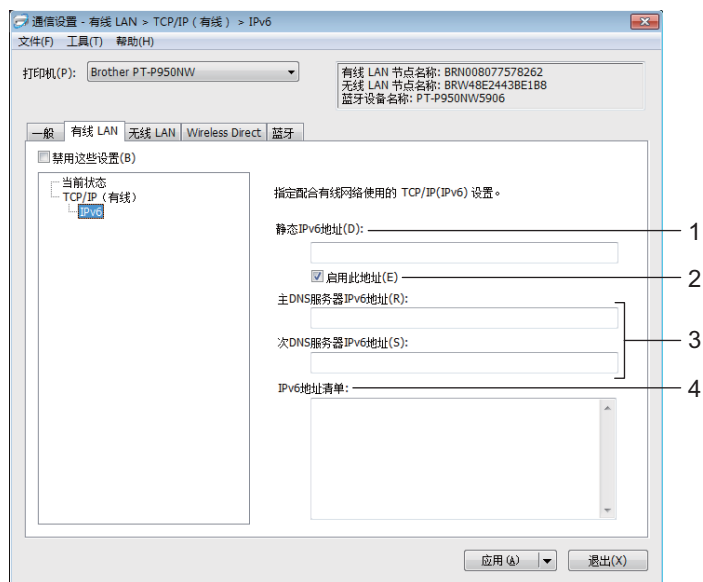 通信设置 - 有线 LAN > TCP/IP（有线） > IPv6
文件(F) 工具(T) 帮助(H)
打印机(P): Brother PT-P950NW
有线 LAN 节点名称: BRN008077578262
无线 LAN 节点名称: BRW48E2443BE1B8
蓝牙设备名称: PT-P950NW5906
一般 有线 LAN 无线 LAN Wireless Direct 蓝牙
禁用这些设置(B)
当前状态
TCP/IP（有线）
IPv6
指定配合有线网络使用的 TCP/IP(IPv6) 设置。
静态IPv6地址(D): 1
启用此地址(E) 2
主DNS服务器IPv6地址(R):
3
次DNS服务器IPv6地址(S):
IPv6地址清单: 4
应用(A) 退出(X)